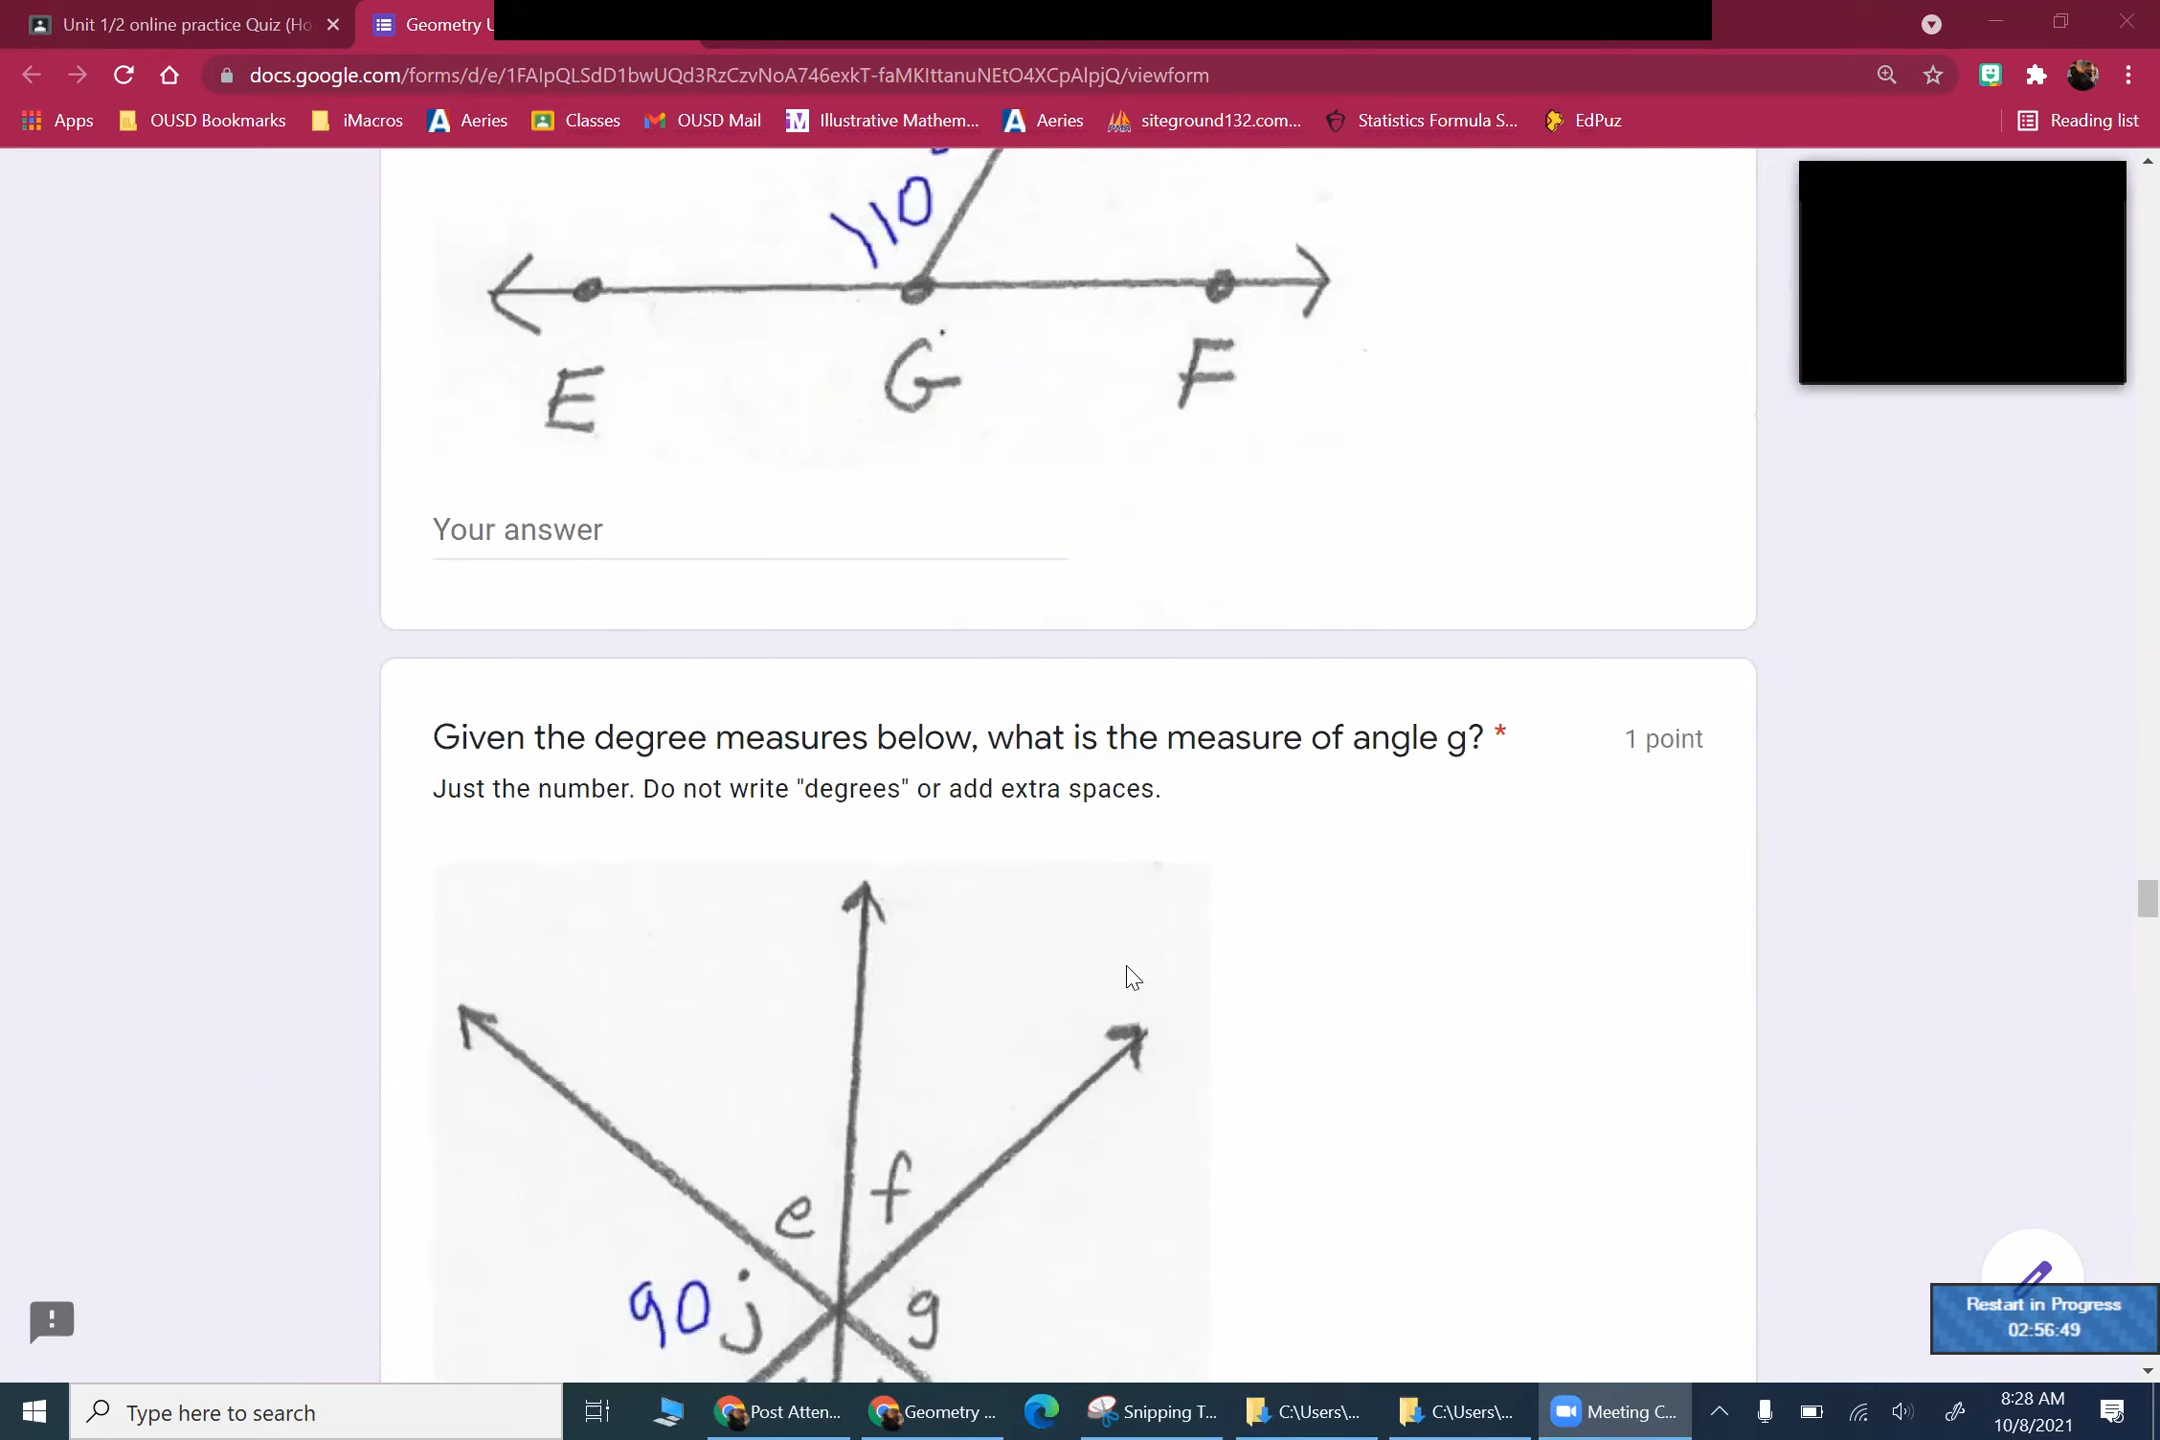 Unit 1/2 online practice Quiz (Ho
Geometry U
docs.google.com/forms/d/e/1FAIpQLSdD1bwUQd3RzCzvNoA746exkT-faMKIttanuNEtO4XCpAlpjQ/viewform
Apps OUSD Bookmarks iMacros Aeries Classes OUSD Mail Illustrative Mathem... Aeries siteground132.com... Statistics Formula S... EdPuz Reading list
110
E G F
Your answer
Given the degree measures below, what is the measure of angle g? * 1 point
Just the number. Do not write "degrees" or add extra spaces.
e f
90 j g
Restart in Progress
02:56:49
Type here to search Post Atten... Geometry ... Snipping T... C:\Users\... C:\Users\... Meeting C... 8:28 AM
10/8/2021